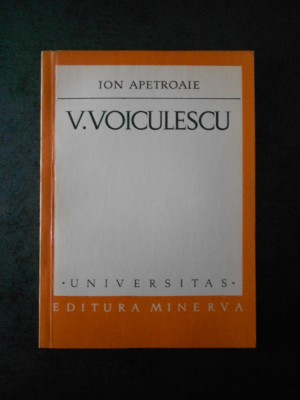 ION APETROAIE
V. VOICULESCU
· UNIVERSITAS ·
EDITURA MINERVA